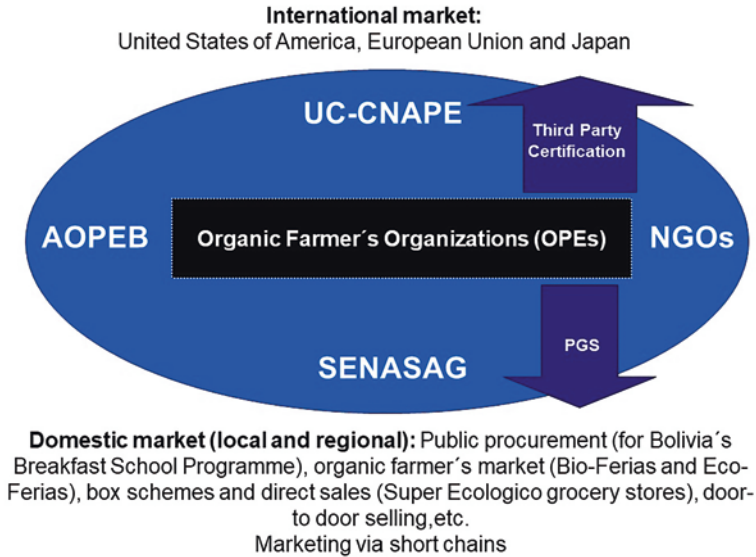 International market:
United States of America, European Union and Japan
UC-CNAPE
Third Party
Certification
AOPEB
Organic Farmer´s Organizations (OPEs)
NGOs
PGS
SENASAG
Domestic market (local and regional): Public procurement (for Bolivia´s
Breakfast School Programme), organic farmer´s market (Bio-Ferias and Eco-
Ferias), box schemes and direct sales (Super Ecologico grocery stores), door-
to door selling,etc.
Marketing via short chains